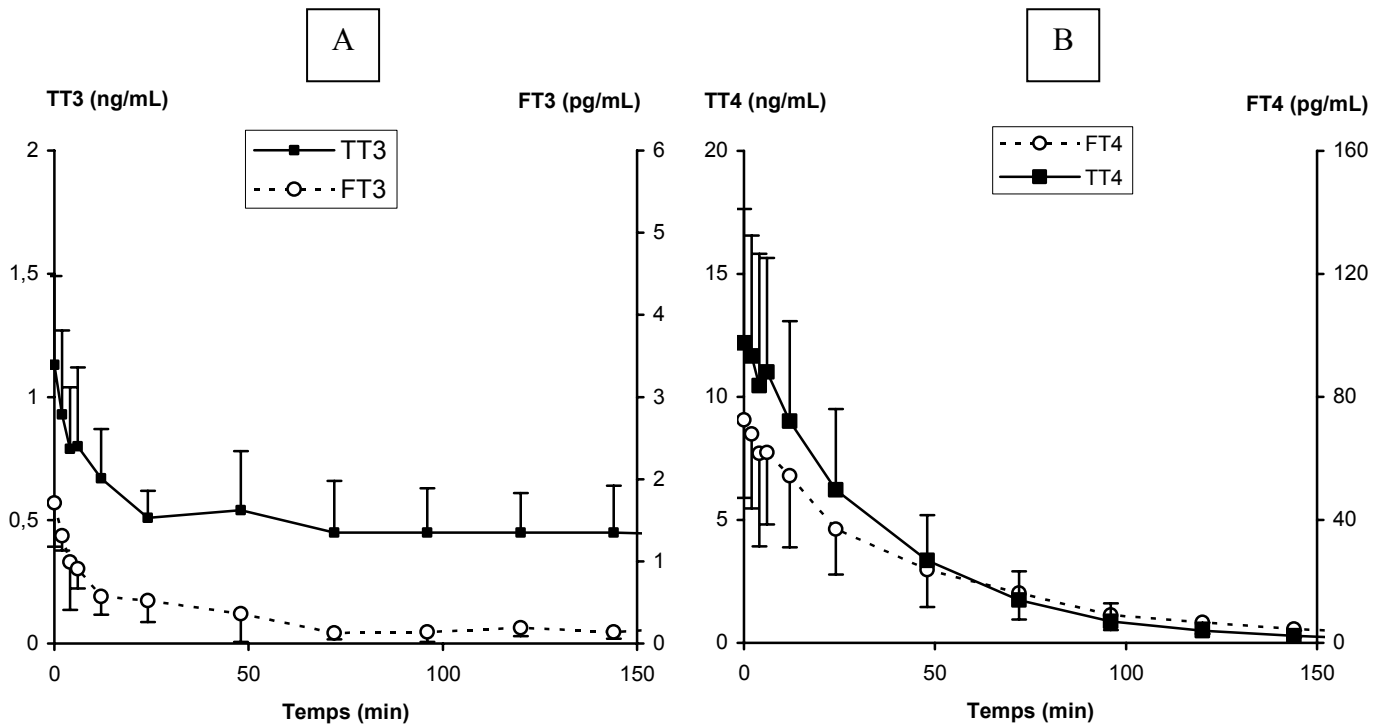 A
B
TT3 (ng/mL)
FT3 (pg/mL)
TT4 (ng/mL)
FT4 (pg/mL)
TT3
FT3
FT4
TT4
2
1,5
1
0,5
0
6
5
4
3
2
1
0
20
15
10
5
0
160
120
80
40
0
0 50 100 150
0 50 100 150
Temps (min)
Temps (min)